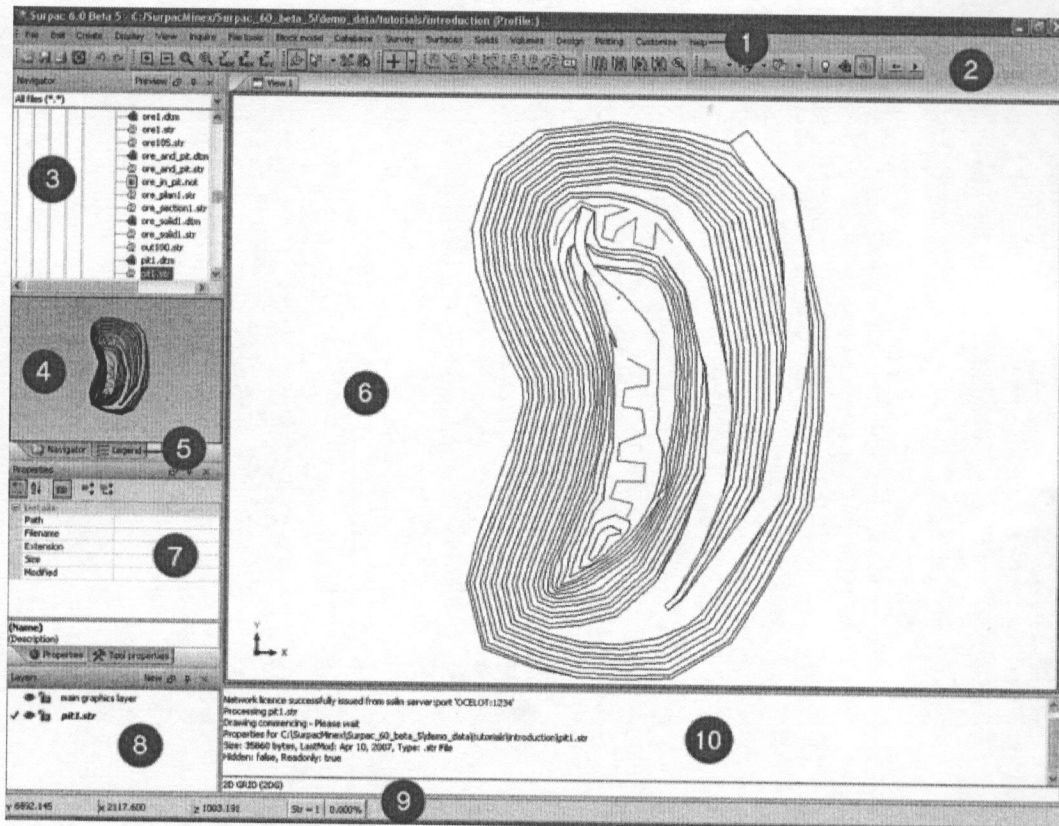 Surpac 6.0 Beta 5 - C:/SurpacMinex/Surpac_60_beta_5/demo_data/tutorials/introduction (Profile:)
File Edit Create Display View Inquire File tools Block model Database Survey Surfaces Solids Volumes Design Plotting Customise Help
1
2
Navigator Preview
View 1
All files (*.*)
ore1.dtm
ore1.str
ore105.str
ore_and_pit.dtm
ore_and_pit.str
ore_in_pit.not
ore_plan1.str
ore_section1.str
ore_solid1.dtm
ore_solid1.str
out100.str
pit1.dtm
pit1.str
3
4
5
6
Navigator Legend
Properties
Path
Filename
Extension
Size
Modified
7
(Name)
(Description)
Properties Tool properties
Layers New
main graphics layer
pit1.str
8
Y
X
Network licence successfully issued from sslm server:port 'OCELOT:1234'
Processing pit1.str
Drawing commencing - Please wait
Properties for C:\SurpacMinex\Surpac_60_beta_5\demo_data\tutorials\introduction\pit1.str
Size: 35860 bytes, LastMod: Apr 10, 2007, Type: .str File
Hidden: false, Readonly: true
10
2D GRID (2DG)
y 6892.145 x 2117.600 z 1003.191 Str = 1 0.000%
9